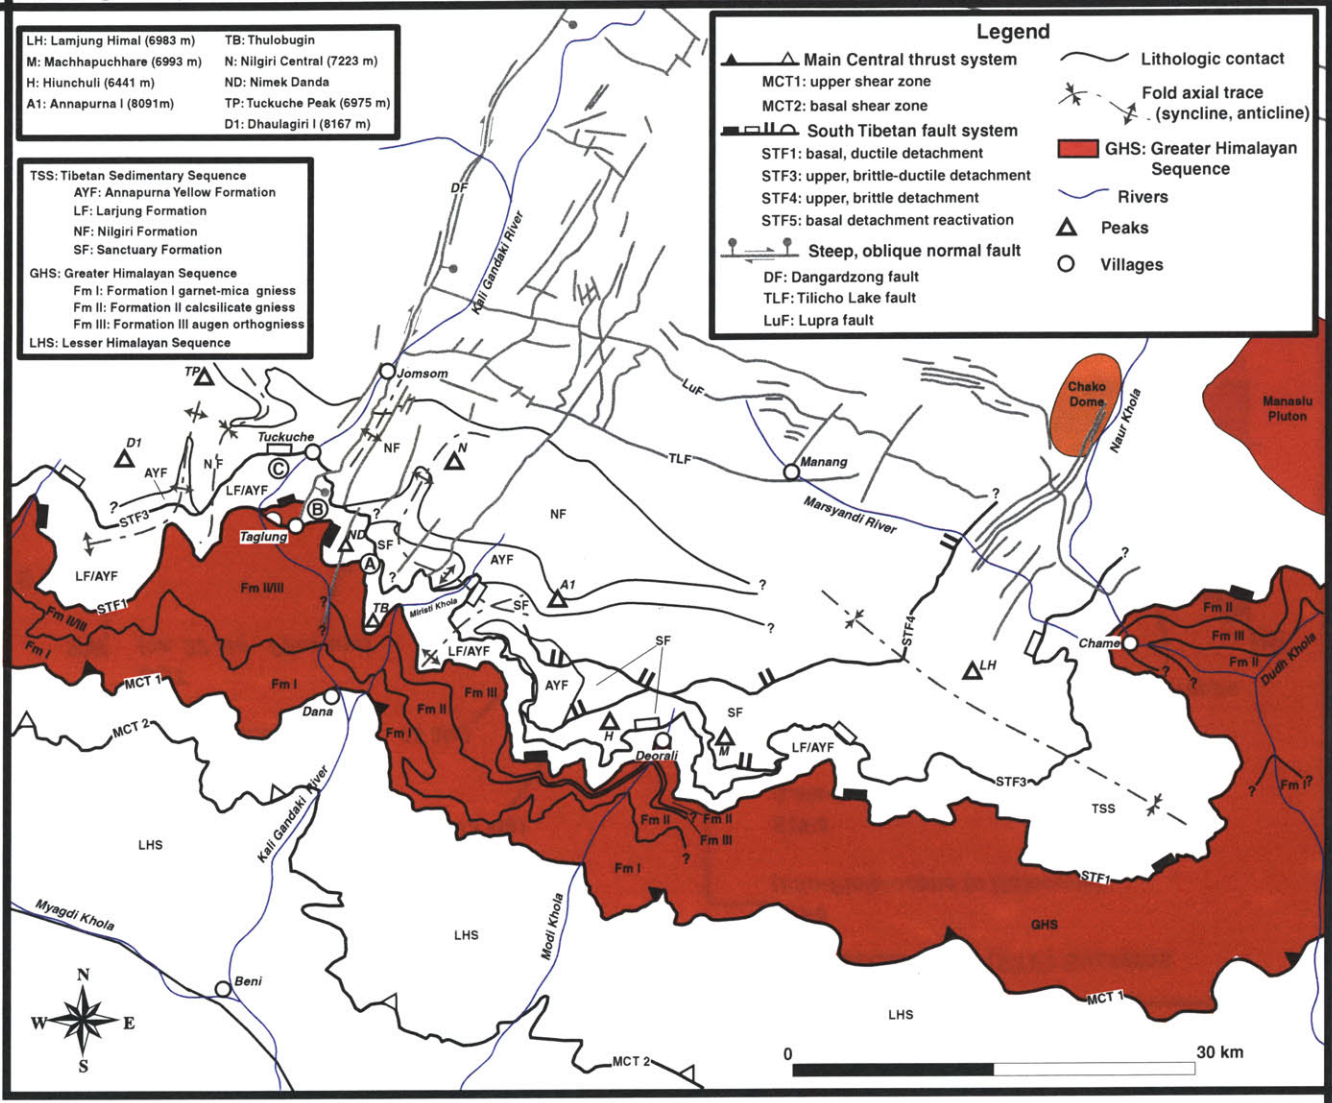 LH: Lamjung Himal (6983 m)
M: Machhapuchhare (6993 m)
H: Hiunchuli (6441 m)
A1: Annapurna I (8091m)
TB: Thulobugin
N: Nilgiri Central (7223 m)
ND: Nimek Danda
TP: Tuckuche Peak (6975 m)
D1: Dhaulagiri I (8167 m)
TSS: Tibetan Sedimentary Sequence
AYF: Annapurna Yellow Formation
LF: Larjung Formation
NF: Nilgiri Formation
SF: Sanctuary Formation
GHS: Greater Himalayan Sequence
Fm I: Formation I garnet-mica gniess
Fm II: Formation II calcsilicate gniess
Fm III: Formation III augen orthogniess
LHS: Lesser Himalayan Sequence
Legend
Main Central thrust system
MCT1: upper shear zone
MCT2: basal shear zone
South Tibetan fault system
STF1: basal, ductile detachment
STF3: upper, brittle-ductile detachment
STF4: upper, brittle detachment
STF5: basal detachment reactivation
Steep, oblique normal fault
DF: Dangardzong fault
TLF: Tilicho Lake fault
LuF: Lupra fault
Lithologic contact
Fold axial trace
(syncline, anticline)
GHS: Greater Himalayan
Sequence
Rivers
Peaks
Villages
DF
Kali Gandaki River
TP
Jomsom
LuF
Chako
Dome
Naur Khola
Manaslu
Pluton
D1
Tuckuche
NF
N
AYF
NF
C
TLF
Manang
LF/AYF
?
STF3
B
?
NF
Marsyandi River
?
Taglung
ND
SF
A
AYF
?
LF/AYF
?
Fm II/III
A1
?
STF1
?
TB
Miristi Khola
SF
?
Fm II/III
?
STF4
SF
Fm II
Fm III
Chame
Fm II
Dudh Khola
Fm I
LF/AYF
LH
?
?
MCT 1
Fm I
Fm III
AYF
Dana
Fm II
SF
MCT 2
Fm I
H
M
Deorali
LF/AYF
STF3
?
Fm I?
TSS
Kali Gandaki River
Fm II
?
Fm II
Fm III
?
LHS
Fm I
STF1
Myagdi Khola
LHS
Modi Khola
GHS
Beni
MCT 1
LHS
N
W
E
S
MCT 2
0
30 km